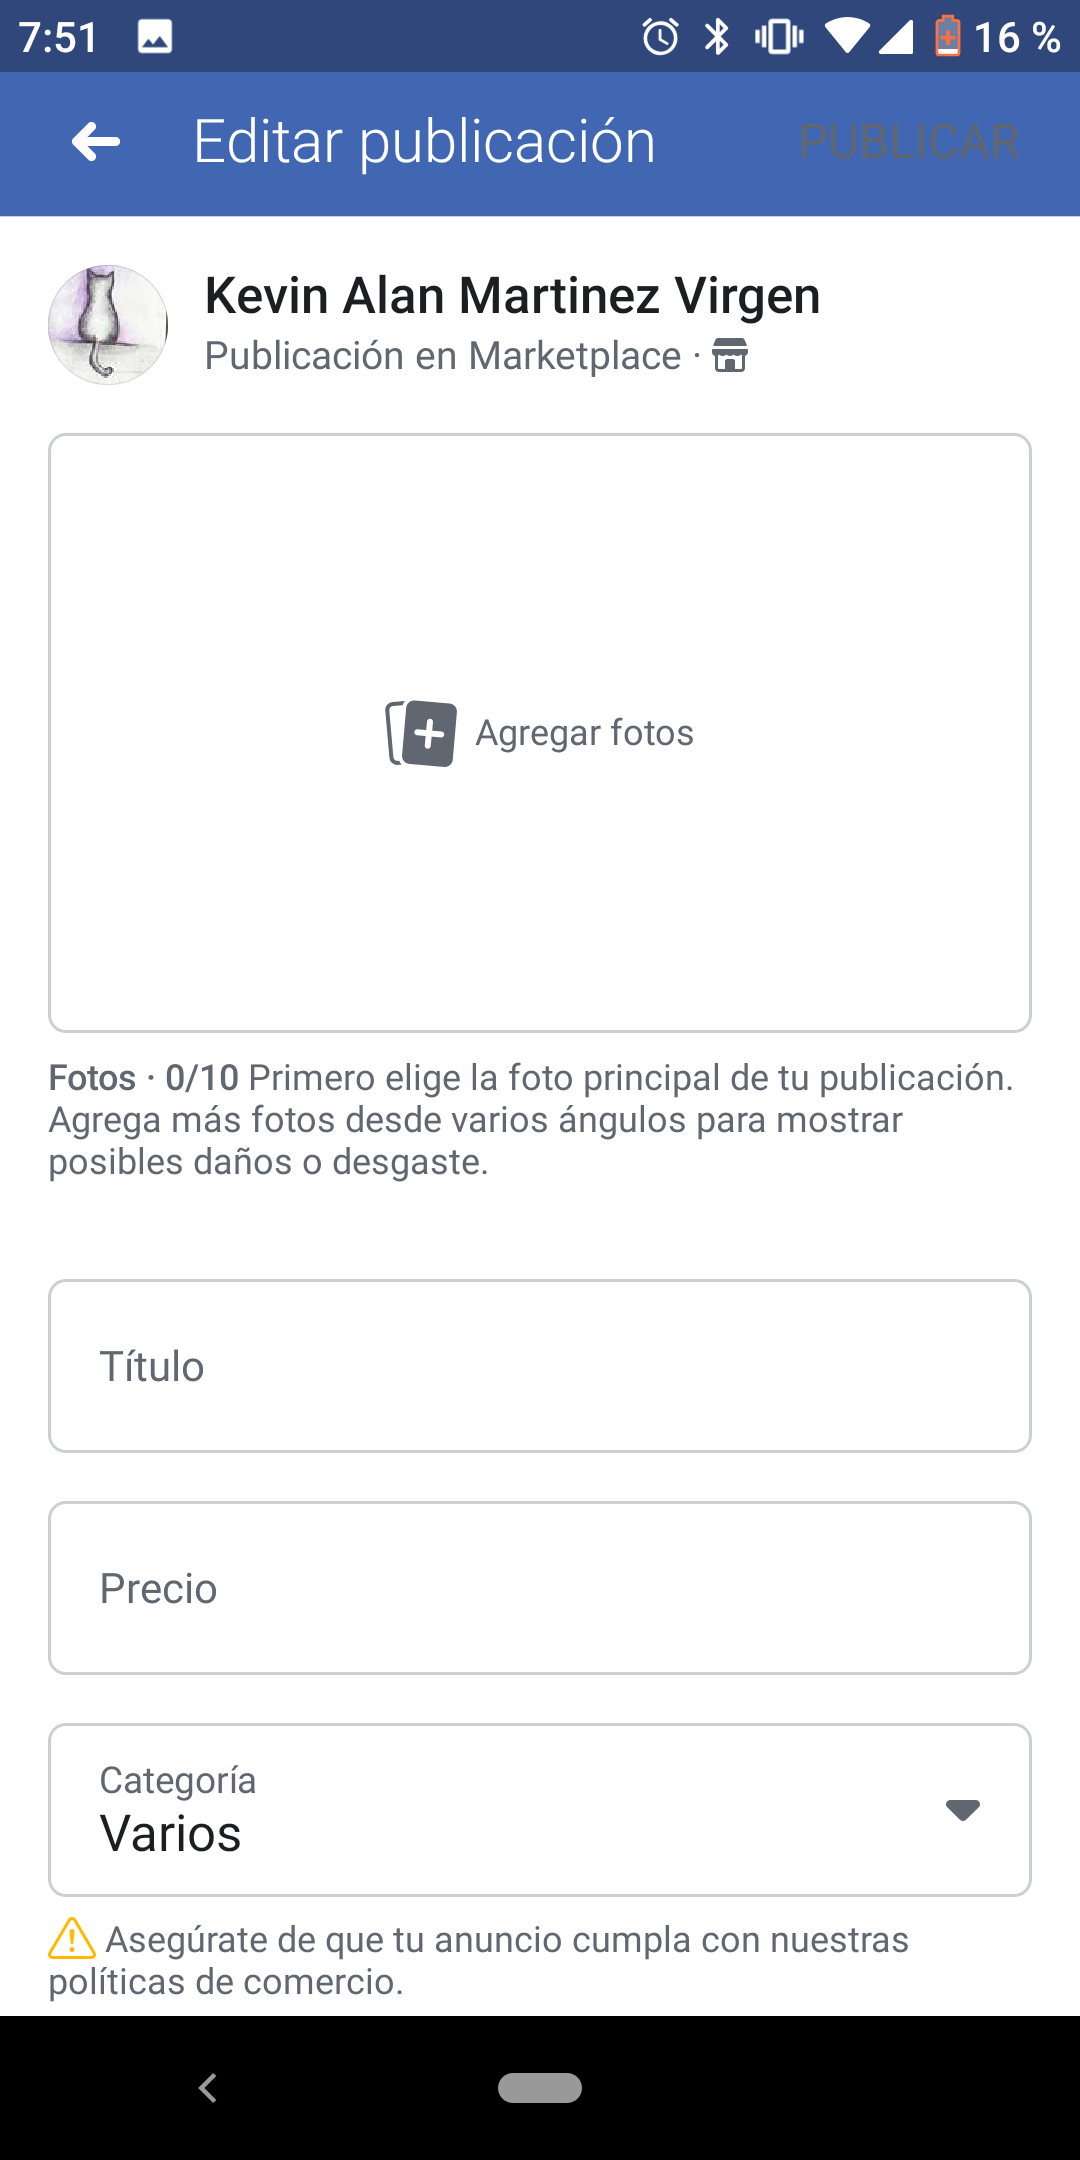 7:51
16 %
Editar publicación
PUBLICAR
Kevin Alan Martinez Virgen
Publicación en Marketplace ·
Agregar fotos
Fotos · 0/10 Primero elige la foto principal de tu publicación.
Agrega más fotos desde varios ángulos para mostrar
posibles daños o desgaste.
Título
Precio
Categoría
Varios
Asegúrate de que tu anuncio cumpla con nuestras
políticas de comercio.